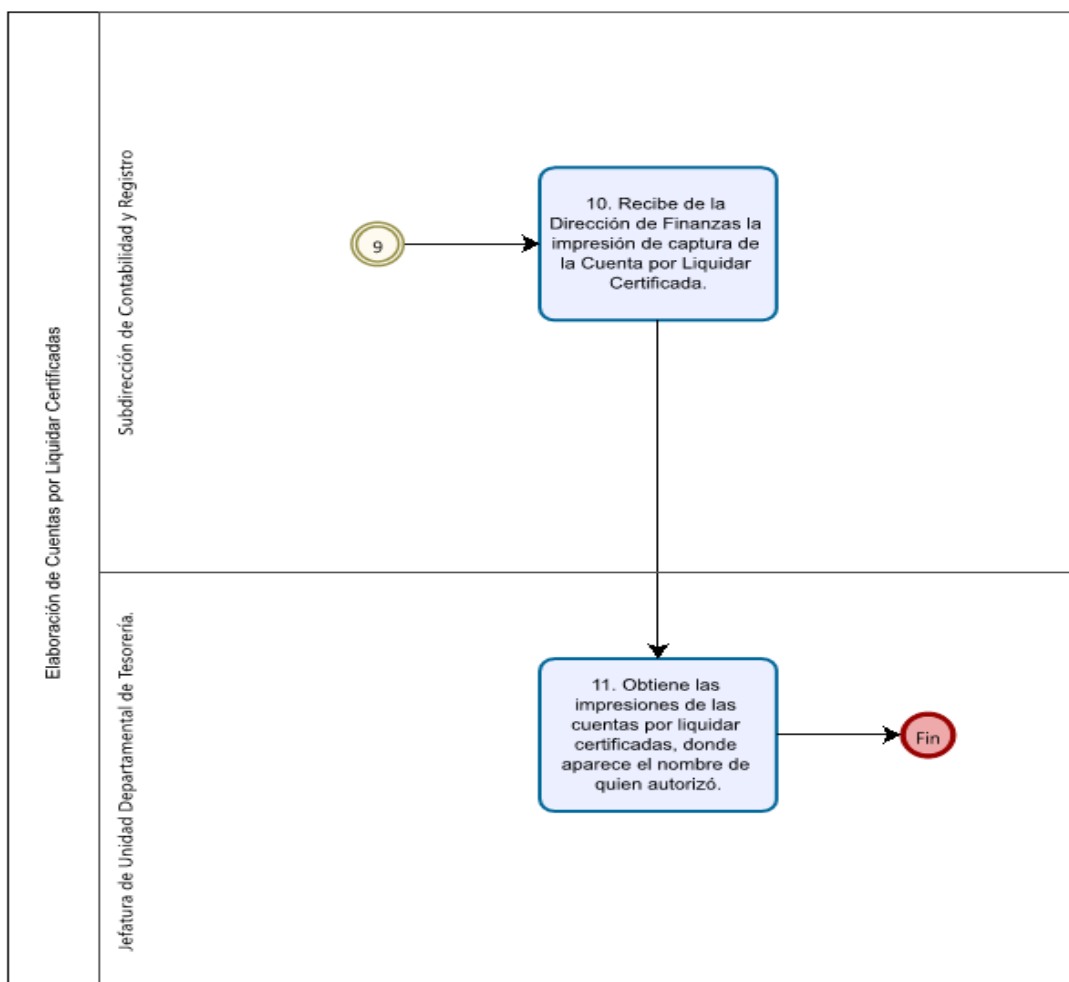 Elaboración de Cuentas por Liquidar Certificadas
Subdirección de Contabilidad y Registro
9
10. Recibe de la
Dirección de Finanzas la
impresión de captura de
la Cuenta por Liquidar
Certificada.
Jefatura de Unidad Departamental de Tesorería.
11. Obtiene las
impresiones de las
cuentas por liquidar
certificadas, donde
aparece el nombre de
quien autorizó.
Fin